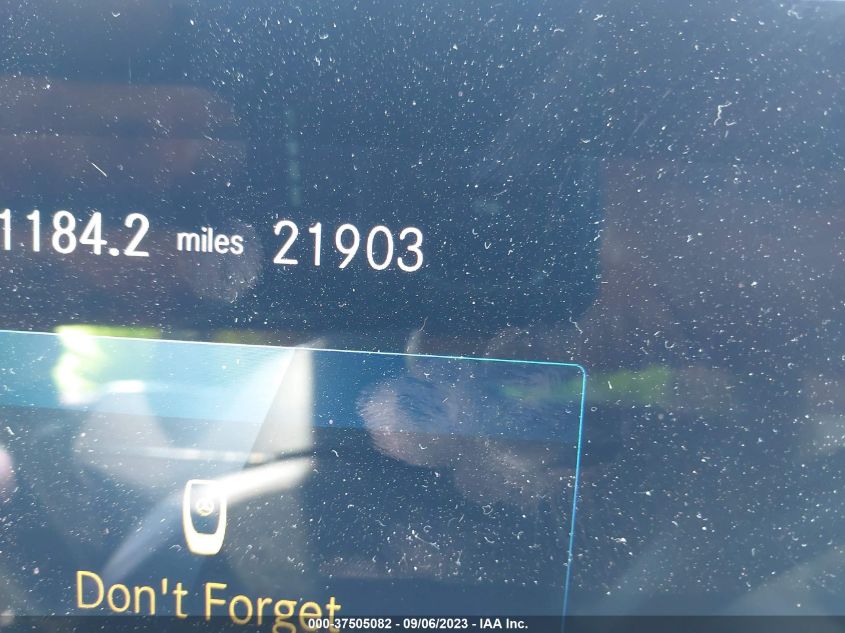 1184.2 miles 21903
Don't Forget
000-37505082 - 09/06/2023 - IAA Inc.